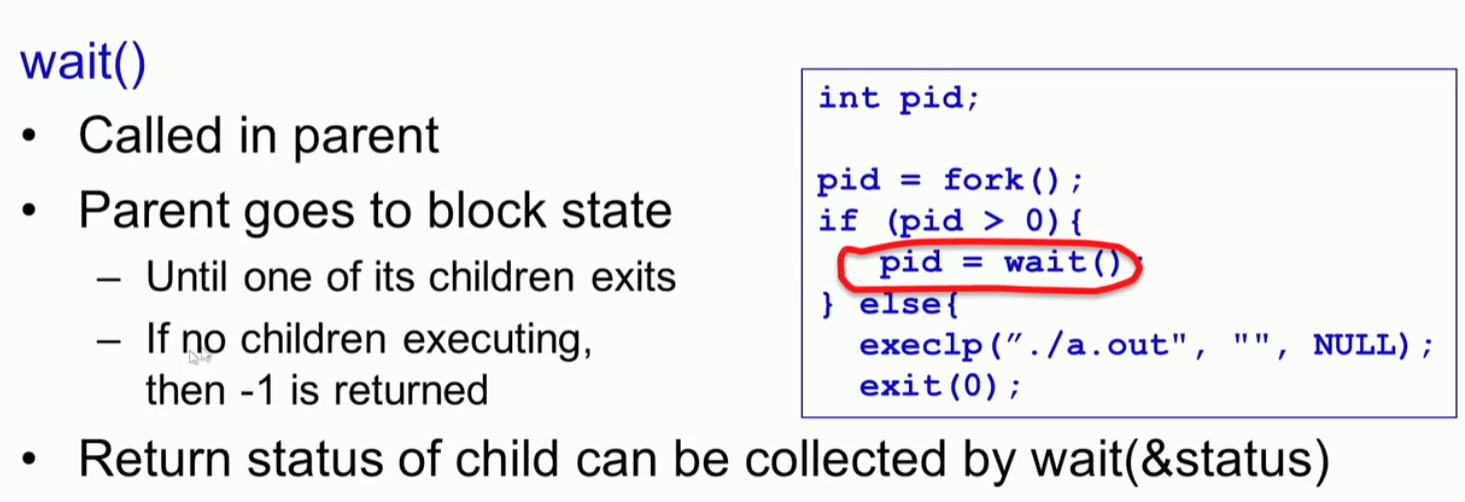 wait()
• Called in parent
• Parent goes to block state
– Until one of its children exits
– If no children executing,
then -1 is returned
• Return status of child can be collected by wait(&status)
int pid;
pid = fork();
if (pid > 0){
pid = wait();
} else{
execlp("./a.out", "", NULL);
exit(0);